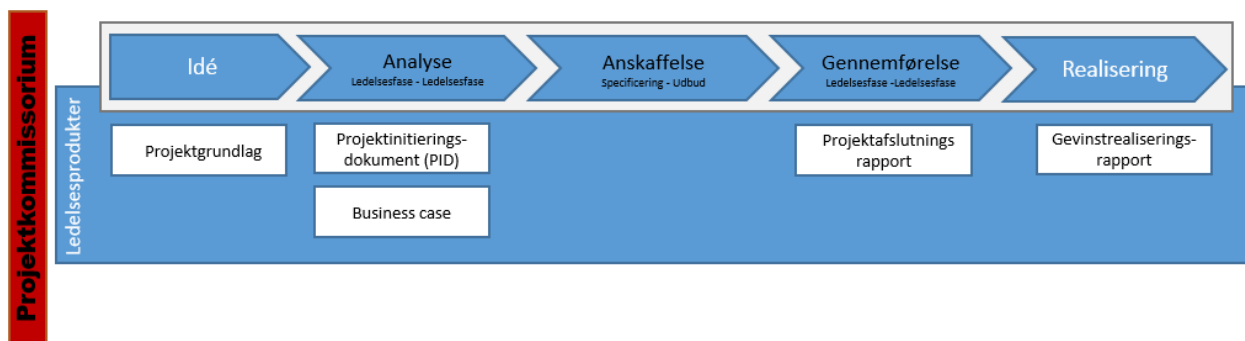 Projektkommissorium
Idé
Analyse
Ledelsesfase - Ledelsesfase
Anskaffelse
Specificering - Udbud
Gennemførelse
Ledelsesfase -Ledelsesfase
Realisering
Ledelsesprodukter
Projektgrundlag
Projektinitierings-
dokument (PID)
Business case
Projektafslutnings
rapport
Gevinstrealiserings-
rapport